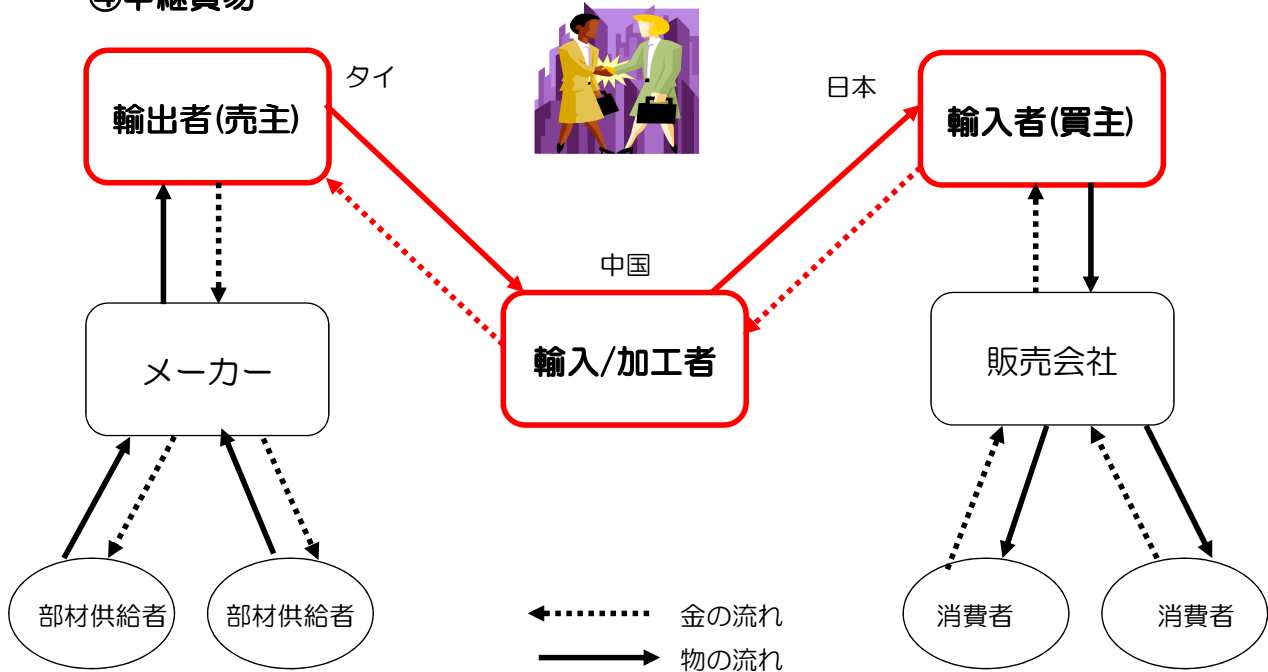 ④中継貿易
タイ
日本
輸出者(売主)
輸入者(買主)
中国
輸入/加工者
メーカー
販売会社
部材供給者
部材供給者
消費者
消費者
金の流れ
物の流れ